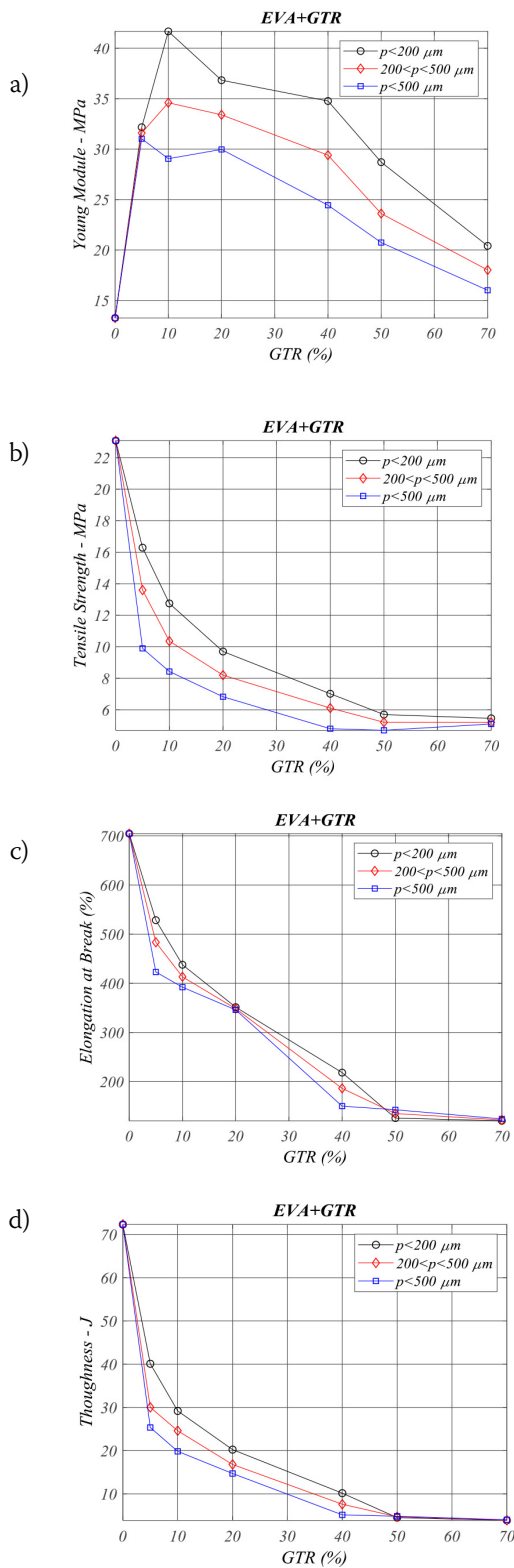 a)
EVA+GTR
p<200 μm
200<p<500 μm
p<500 μm
40
35
30
25
20
15
Young Module - MPa
0 10 20 30 40 50 60 70
GTR (%)
b)
EVA+GTR
p<200 μm
200<p<500 μm
p<500 μm
22
20
18
16
14
12
10
8
6
Tensile Strength - MPa
0 10 20 30 40 50 60 70
GTR (%)
c)
EVA+GTR
p<200 μm
200<p<500 μm
p<500 μm
700
600
500
400
300
200
Elongation at Break (%)
0 10 20 30 40 50 60 70
GTR (%)
d)
EVA+GTR
p<200 μm
200<p<500 μm
p<500 μm
70
60
50
40
30
20
10
Thoughness - J
0 10 20 30 40 50 60 70
GTR (%)